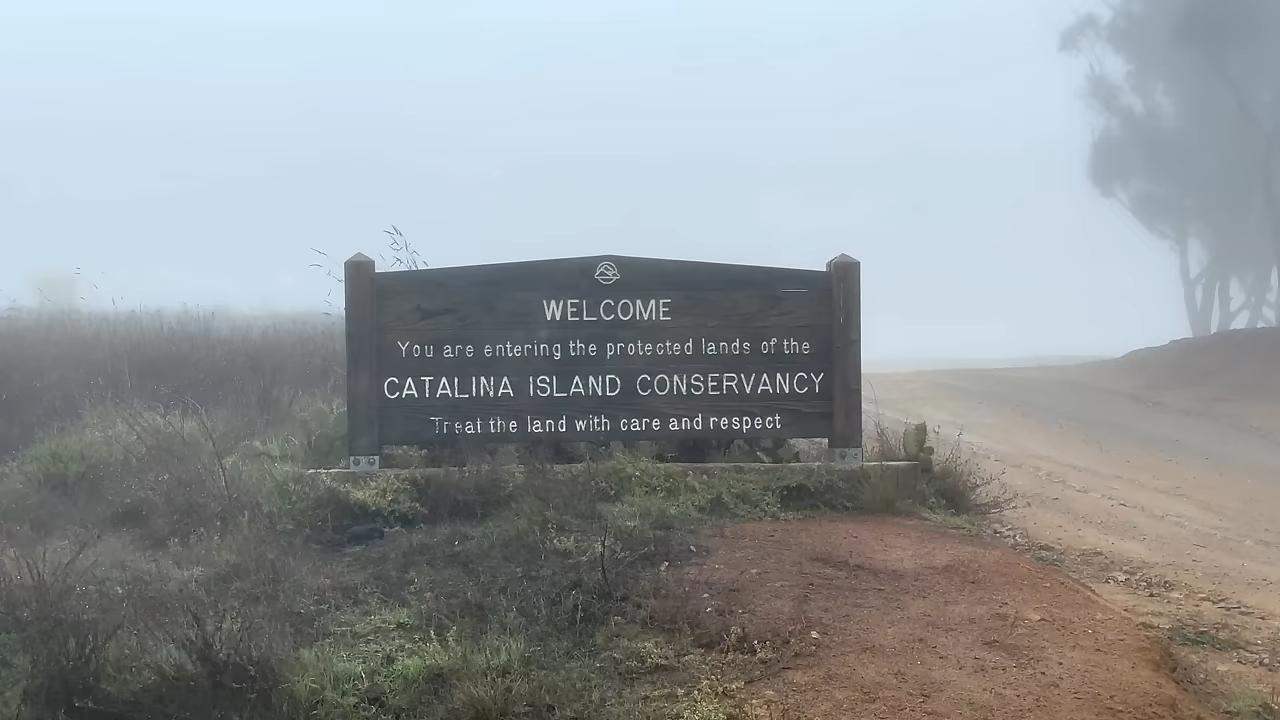 WELCOME
You are entering the protected lands of the
CATALINA ISLAND CONSERVANCY
Treat the land with care and respect